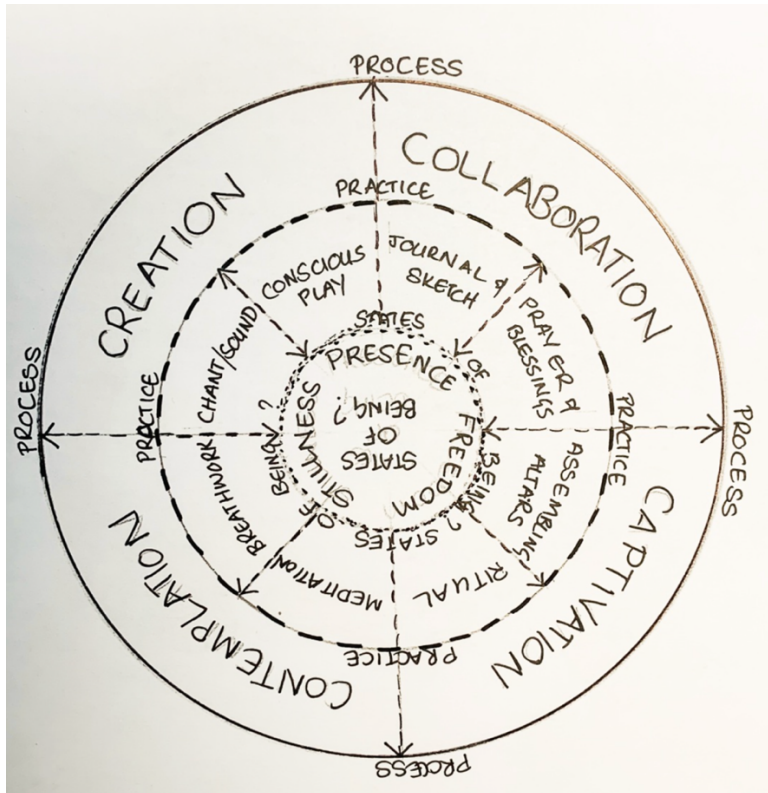 PROCESS
COLLABORATION
PROCESS
CAPTIVATION
PROCESS
CONTEMPLATION
PROCESS
CREATION
PRACTICE
PRACTICE
PRACTICE
PRACTICE
CONSCIOUS
PLAY
JOURNAL &
SKETCH
PRAYER &
BLESSINGS
ASSEMBLING
ALTARS
RITUAL
MEDITATION
BREATHWORK
CHANT/SOUND
STATES OF BEING?
STATES OF BEING?
PRESENCE
FREEDOM
STILLNESS
STATES
OF
BEING?